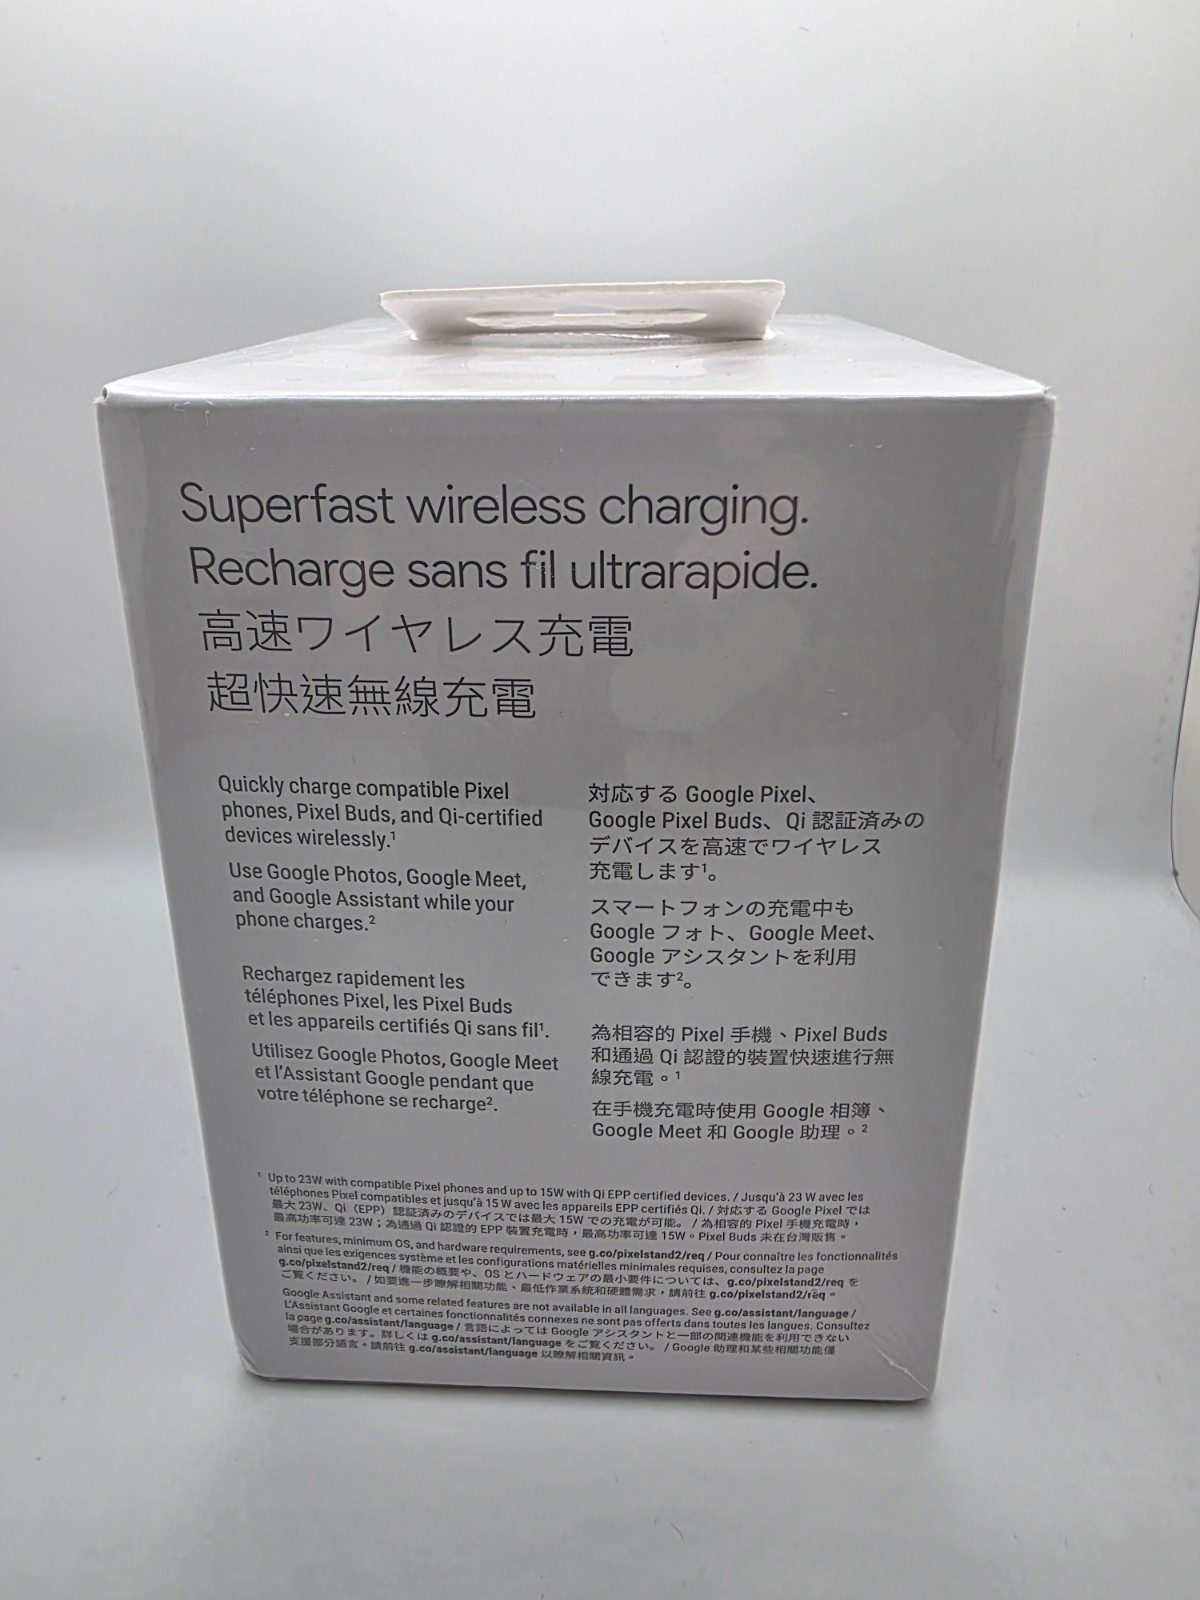 Superfast wireless charging.
Recharge sans fil ultrarapide.
高速ワイヤレス充電
超快速無線充電
Quickly charge compatible Pixel
phones, Pixel Buds, and Qi-certified
devices wirelessly.¹
Use Google Photos, Google Meet,
and Google Assistant while your
phone charges.²
Rechargez rapidement les
téléphones Pixel, les Pixel Buds
et les appareils certifiés Qi sans fil¹.
Utilisez Google Photos, Google Meet
et l’Assistant Google pendant que
votre téléphone se recharge².
対応する Google Pixel、
Google Pixel Buds、Qi 認証済みの
デバイスを高速でワイヤレス
充電します¹。
スマートフォンの充電中も
Google フォト、Google Meet、
Google アシスタントを利用
できます²。
為相容的 Pixel 手機、Pixel Buds
和通過 Qi 認證的裝置快速進行無
線充電。¹
在手機充電時使用 Google 相簿、
Google Meet 和 Google 助理。²
¹ Up to 23W with compatible Pixel phones and up to 15W with Qi EPP certified devices. / Jusqu’à 23 W avec les
téléphones Pixel compatibles et jusqu’à 15 W avec les appareils EPP certifiés Qi. / 対応する Google Pixel では
最大 23W、Qi（EPP）認証済みのデバイスでは最大 15W での充電が可能。 / 為相容的 Pixel 手機充電時，
最高功率可達 23W；為通過 Qi 認證的 EPP 裝置充電時，最高功率可達 15W。Pixel Buds 未在台灣販售。
² For features, minimum OS, and hardware requirements, see g.co/pixelstand2/req / Pour connaître les fonctionnalités
ainsi que les exigences système et les configurations matérielles minimales requises, consultez la page
g.co/pixelstand2/req / 機能の概要や、OS とハードウェアの最小要件については、g.co/pixelstand2/req を
ご覧ください。 / 如要進一步瞭解相關功能、最低作業系統和硬體需求，請前往 g.co/pixelstand2/req。
Google Assistant and some related features are not available in all languages. See g.co/assistant/language /
L’Assistant Google et certaines fonctionnalités connexes ne sont pas offerts dans toutes les langues. Consultez
la page g.co/assistant/language / 言語によっては Google アシスタントと一部の関連機能を利用できない
場合があります。詳しくは g.co/assistant/language をご覧ください。 / Google 助理和某些相關功能僅
支援部分語言。請前往 g.co/assistant/language 以瞭解相關資訊。